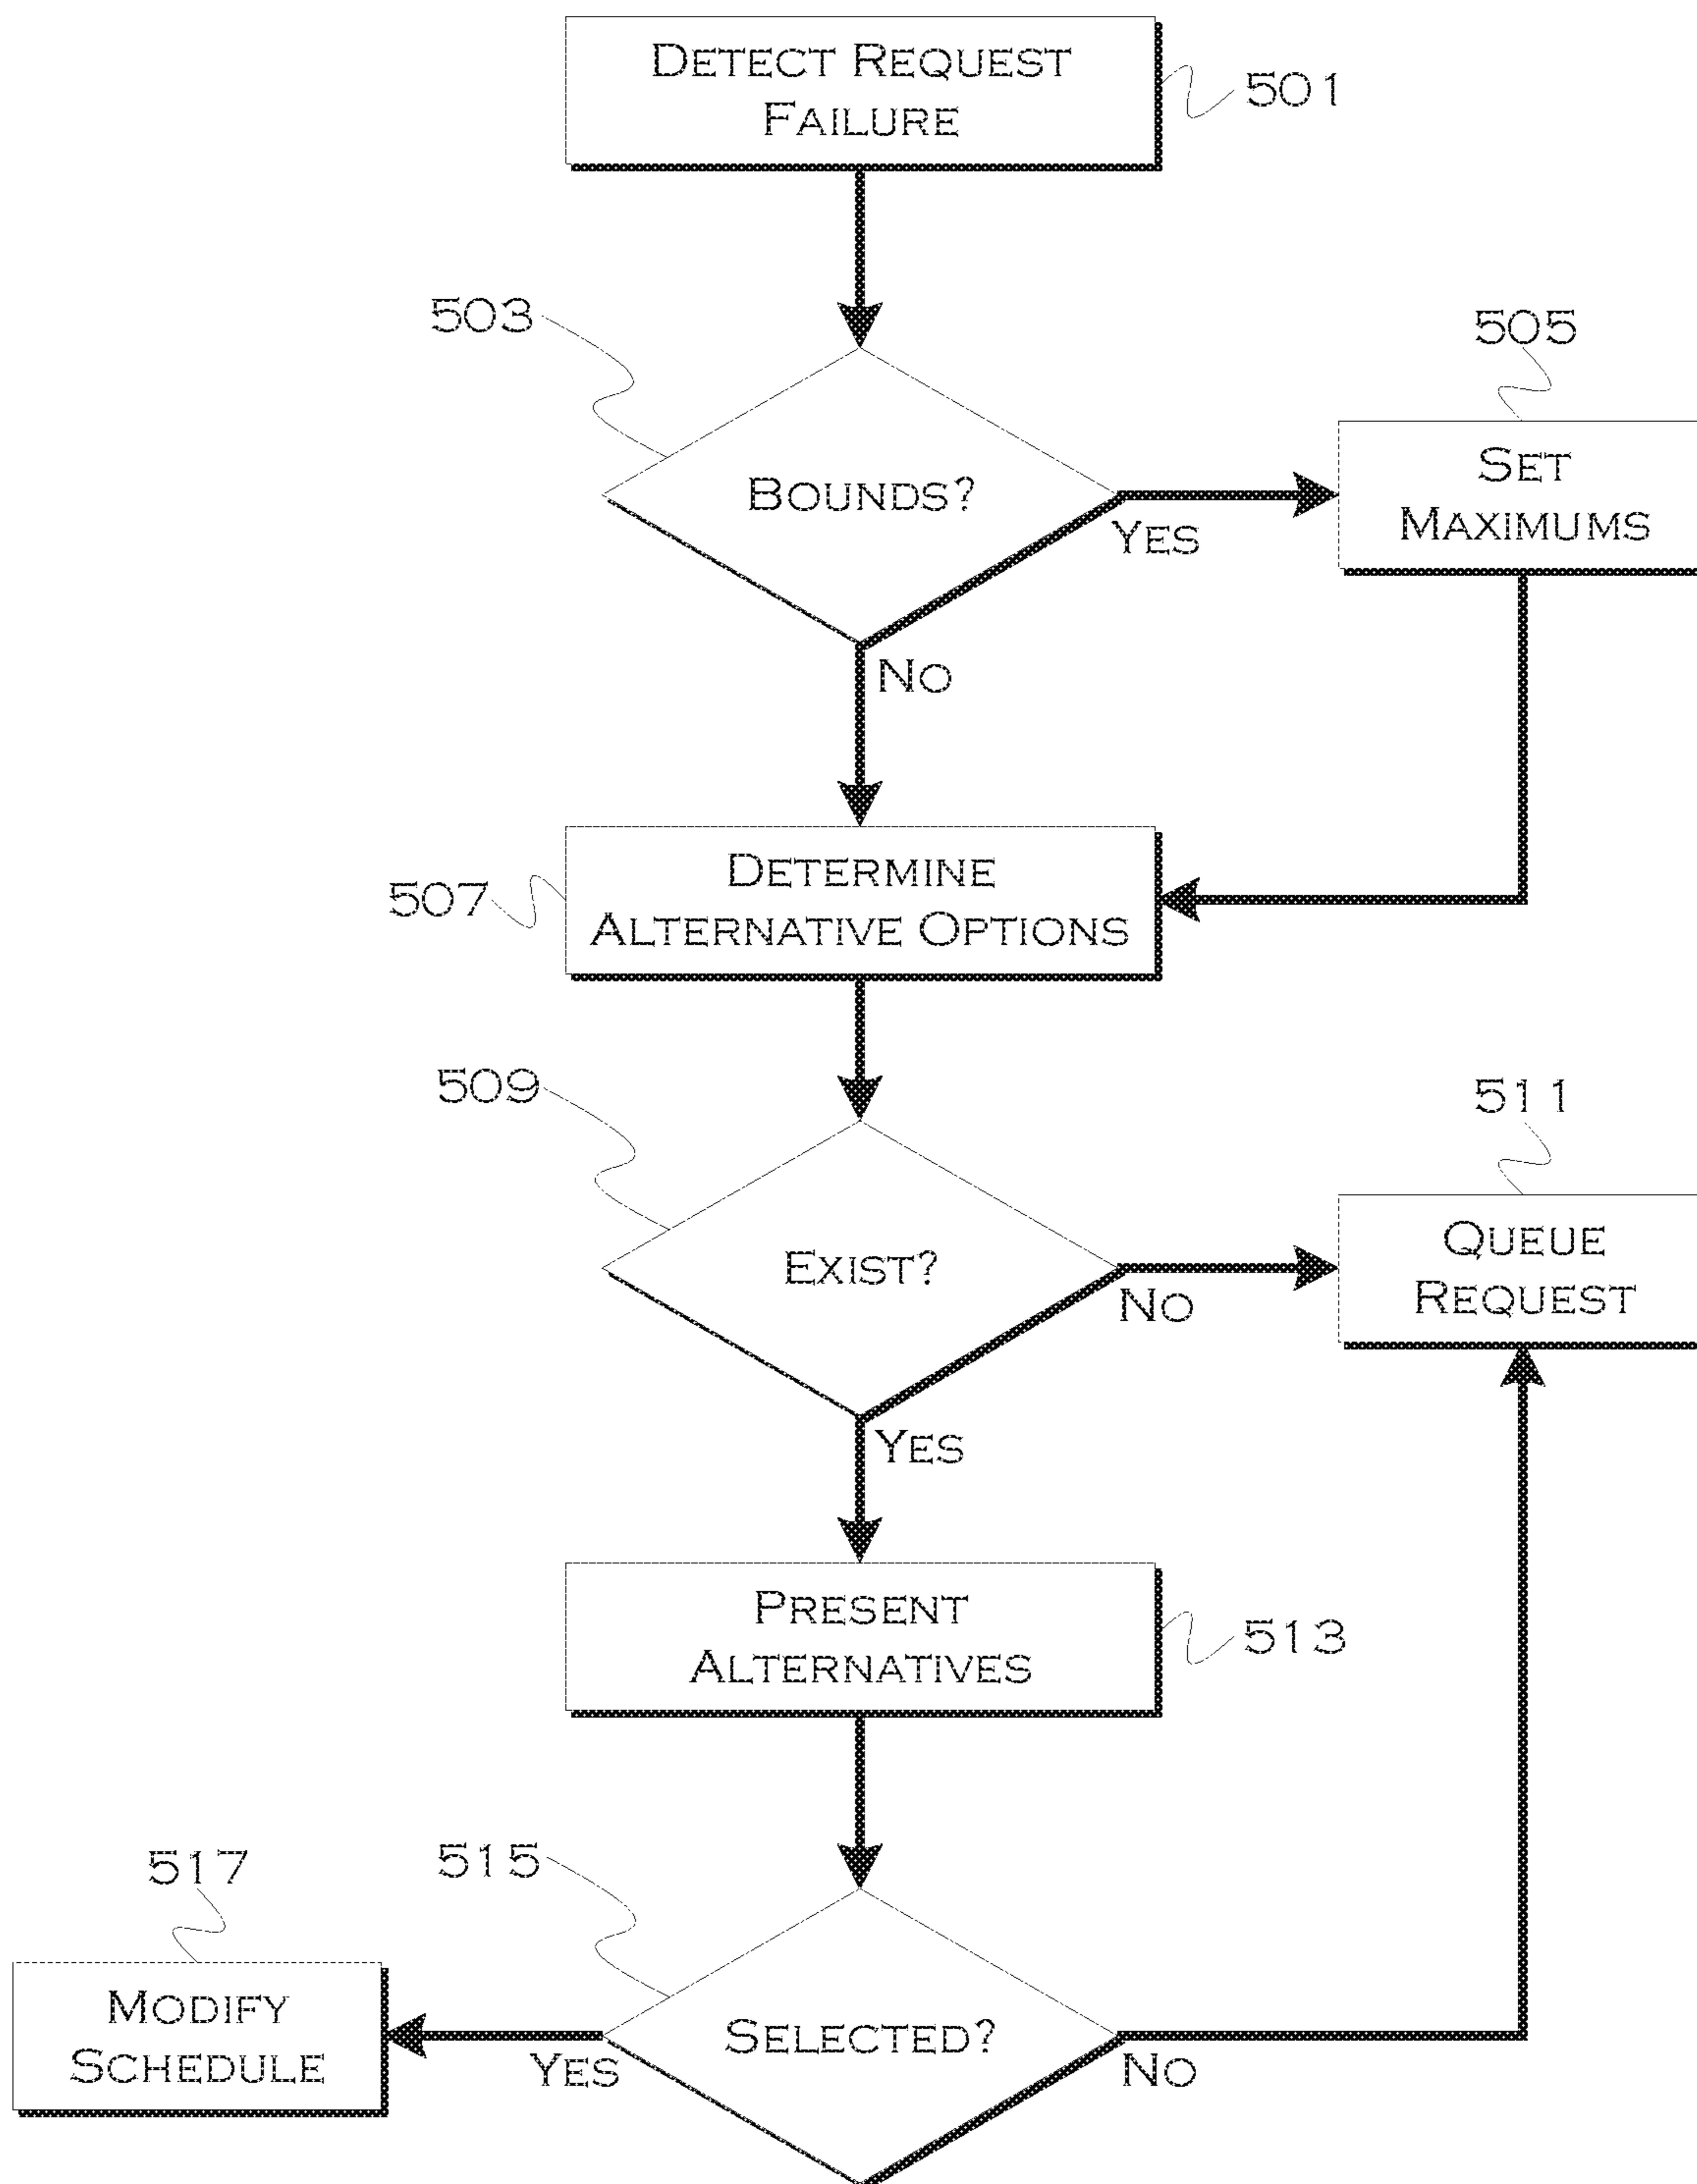 DETECT REQUEST
FAILURE
501
503
505
BOUNDS?
SET
MAXIMUMS
YES
NO
DETERMINE
ALTERNATIVE OPTIONS
507
509
511
EXIST?
QUEUE
REQUEST
NO
YES
PRESENT
ALTERNATIVES
513
517
515
MODIFY
SCHEDULE
SELECTED?
YES
NO